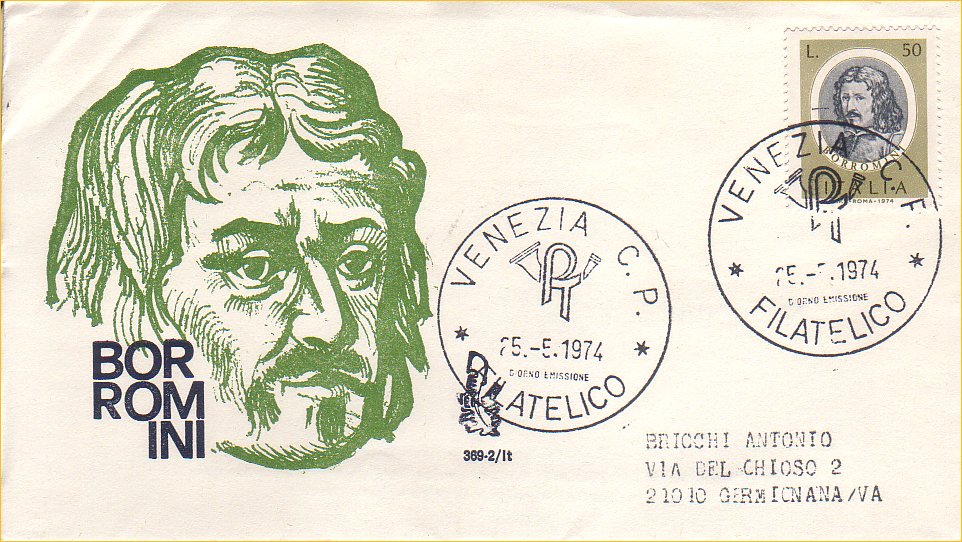 L. 50
BORROMINI
ITALIA
ROMA-1974
VENEZIA C.P.
25.-5.1974
GIORNO EMISSIONE
FILATELICO
VENEZIA C.P.
25.-5.1974
GIORNO EMISSIONE
FILATELICO
BOR
ROM
INI
369-2/It
BRICCHI ANTONIO
VIA DEL CHIOSO 2
21010 GERMIGNANA/VA